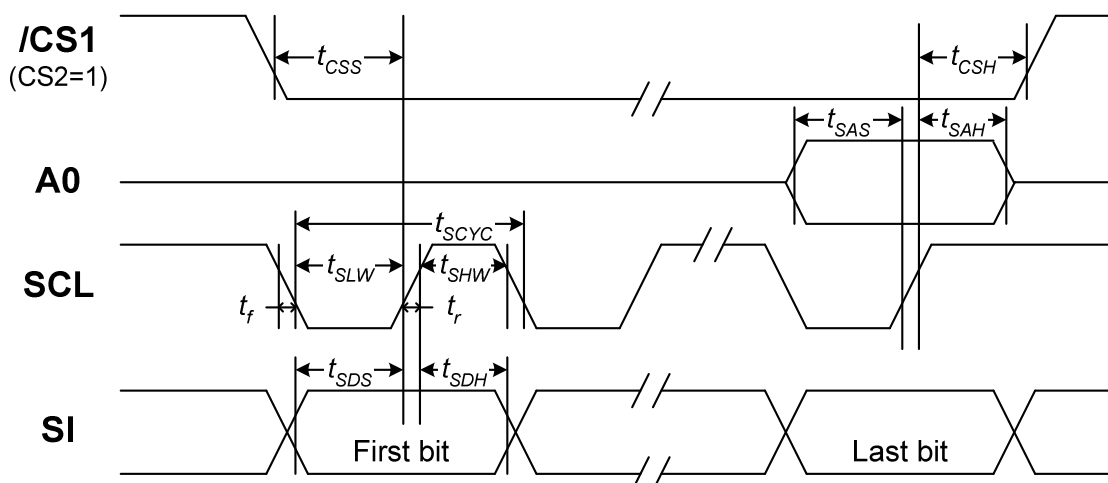 /CS1
(CS2=1)
tCSS
tCSH
A0
tSAS
tSAH
SCL
tSCYC
tSLW
tSHW
tf
tr
SI
tSDS
tSDH
First bit
Last bit